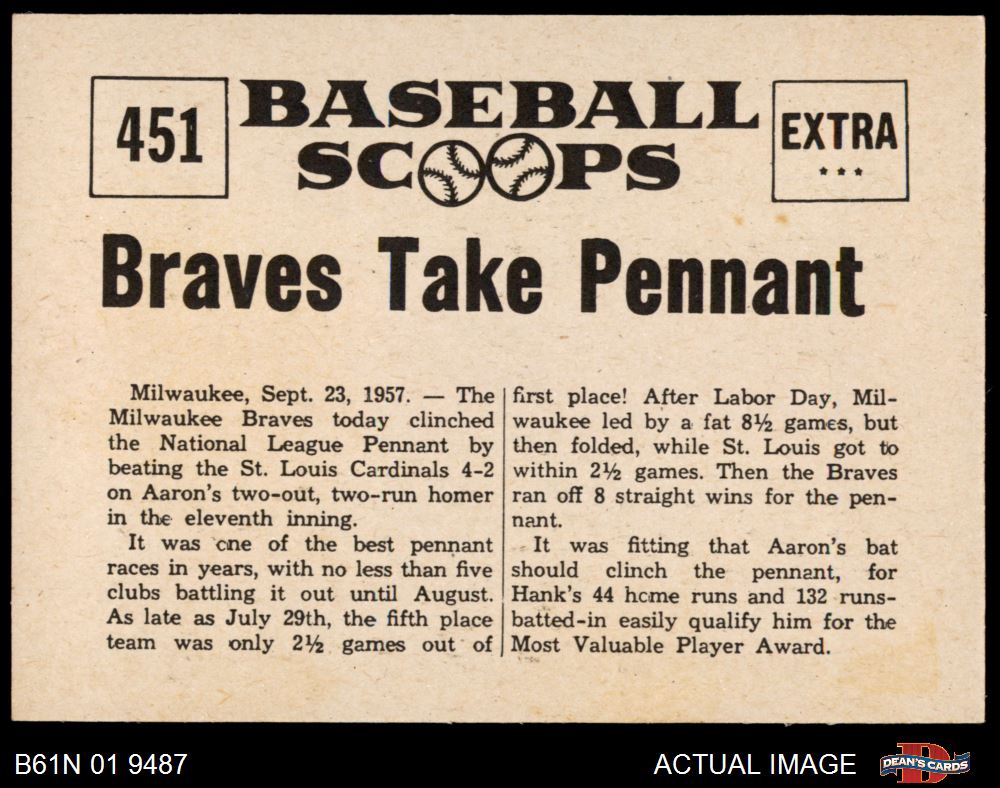 451
BASEBALL
SCOOPS
EXTRA
***
Braves Take Pennant
Milwaukee, Sept. 23, 1957. — The
Milwaukee Braves today clinched
the National League Pennant by
beating the St. Louis Cardinals 4-2
on Aaron's two-out, two-run homer
in the eleventh inning.
It was one of the best pennant
races in years, with no less than five
clubs battling it out until August.
As late as July 29th, the fifth place
team was only 2½ games out of
first place! After Labor Day, Mil-
waukee led by a fat 8½ games, but
then folded, while St. Louis got to
within 2½ games. Then the Braves
ran off 8 straight wins for the pen-
nant.
It was fitting that Aaron's bat
should clinch the pennant, for
Hank's 44 home runs and 132 runs-
batted-in easily qualify him for the
Most Valuable Player Award.
B61N 01 9487
ACTUAL IMAGE
DEAN'S CARDS